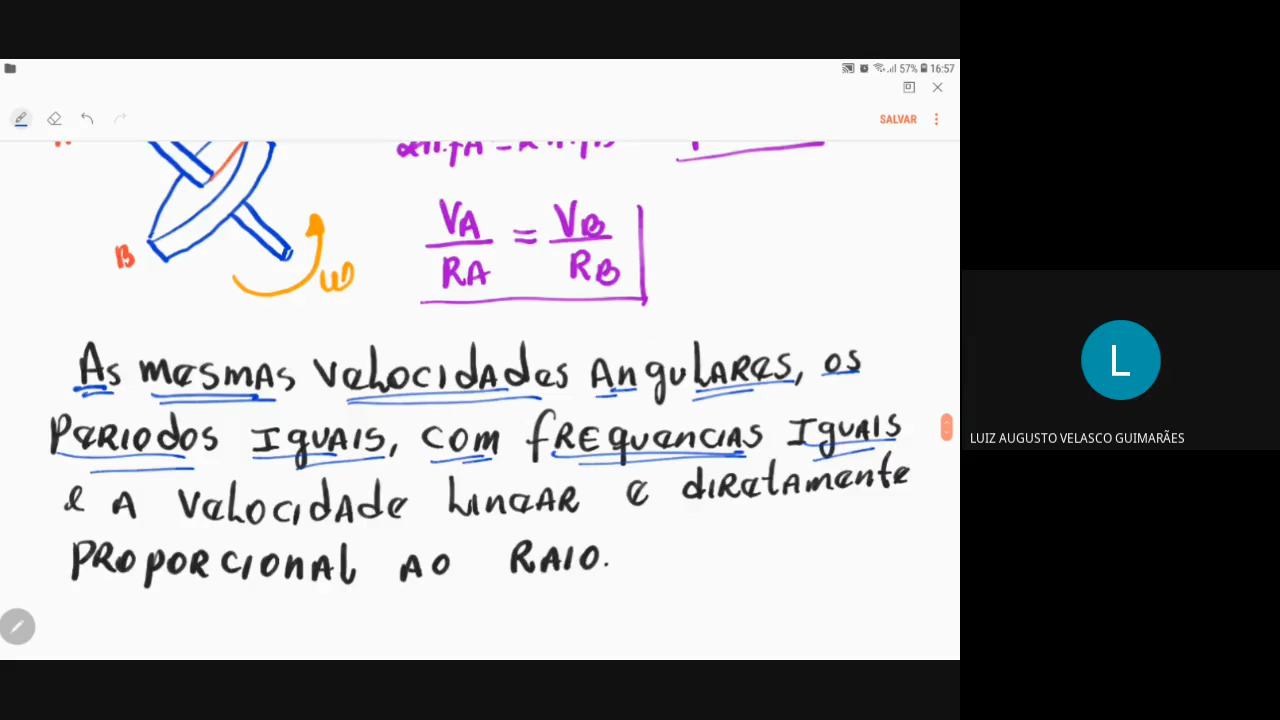 57% 16:57
SALVAR
VA = VB
RA RB
B
W
As mesmas velocidades Angulares, os
Periodos Iguais, com frequencias Iguais
e a velocidade linear e diretamente
proporcional ao raio.
L
LUIZ AUGUSTO VELASCO GUIMARÃES